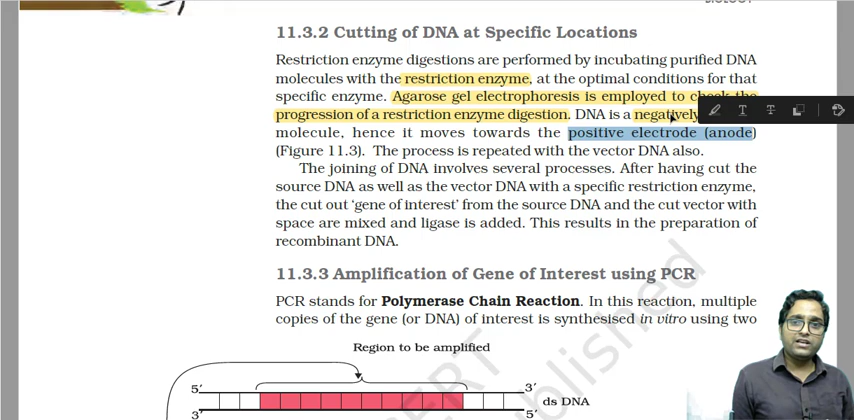 11.3.2 Cutting of DNA at Specific Locations
Restriction enzyme digestions are performed by incubating purified DNA
molecules with the restriction enzyme, at the optimal conditions for that
specific enzyme. Agarose gel electrophoresis is employed to check the
progression of a restriction enzyme digestion. DNA is a negatively
molecule, hence it moves towards the positive electrode (anode)
(Figure 11.3). The process is repeated with the vector DNA also.
The joining of DNA involves several processes. After having cut the
source DNA as well as the vector DNA with a specific restriction enzyme,
the cut out ‘gene of interest’ from the source DNA and the cut vector with
space are mixed and ligase is added. This results in the preparation of
recombinant DNA.
11.3.3 Amplification of Gene of Interest using PCR
PCR stands for Polymerase Chain Reaction. In this reaction, multiple
copies of the gene (or DNA) of interest is synthesised in vitro using two
Region to be amplified
5′ 3′
ds DNA
3′ 5′